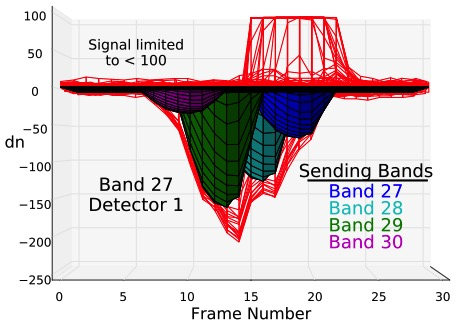 100
50
0
−50
−100
−150
−200
−250
dn
Signal limited
to < 100
Band 27
Detector 1
Sending Bands
Band 27
Band 28
Band 29
Band 30
0 5 10 15 20 25 30
Frame Number